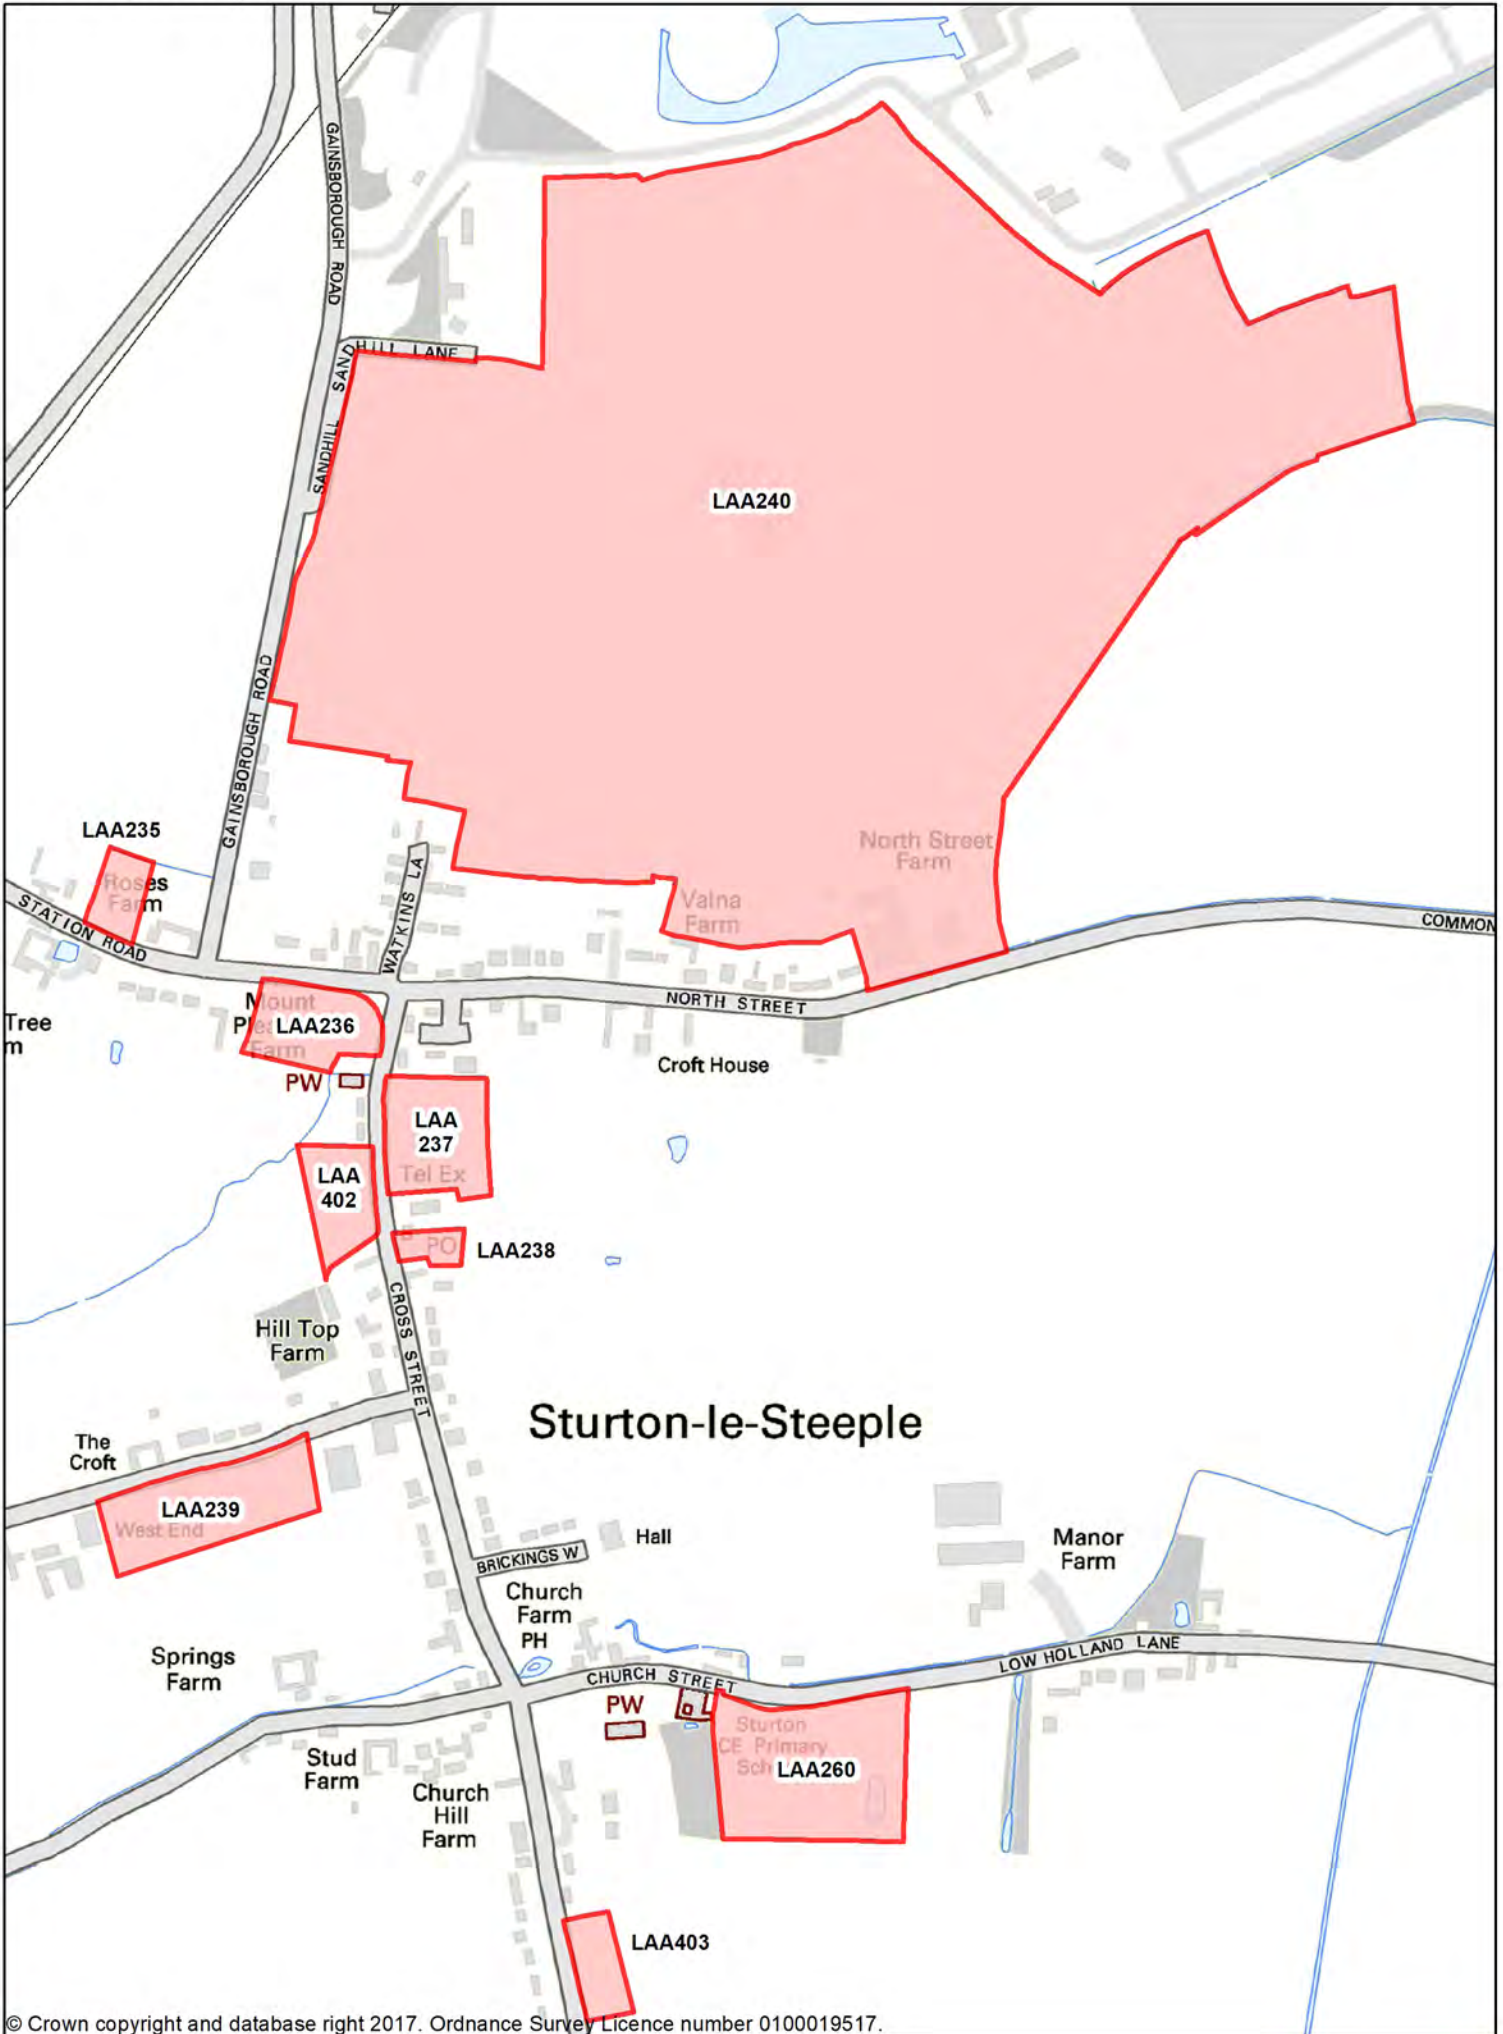 GAINSBOROUGH ROAD
SANDHILL LANE
SANDHILL
LAA240
GAINSBOROUGH ROAD
LAA235
Roses
Farm
STATION ROAD
WATKINS LA
North Street
Farm
Valna
Farm
COMMON
NORTH STREET
Mount
LAA236
Farm
Tree
m
PW
Croft House
LAA
237
Tel Ex
LAA
402
PO
LAA238
CROSS STREET
Hill Top
Farm
Sturton-le-Steeple
The
Croft
LAA239
West End
BRICKINGS W
Hall
Church
Farm
PH
Manor
Farm
Springs
Farm
CHURCH STREET
LOW HOLLAND LANE
PW
Sturton
CE Primary
Sch
LAA260
Stud
Farm
Church
Hill
Farm
LAA403
© Crown copyright and database right 2017. Ordnance Survey Licence number 0100019517.